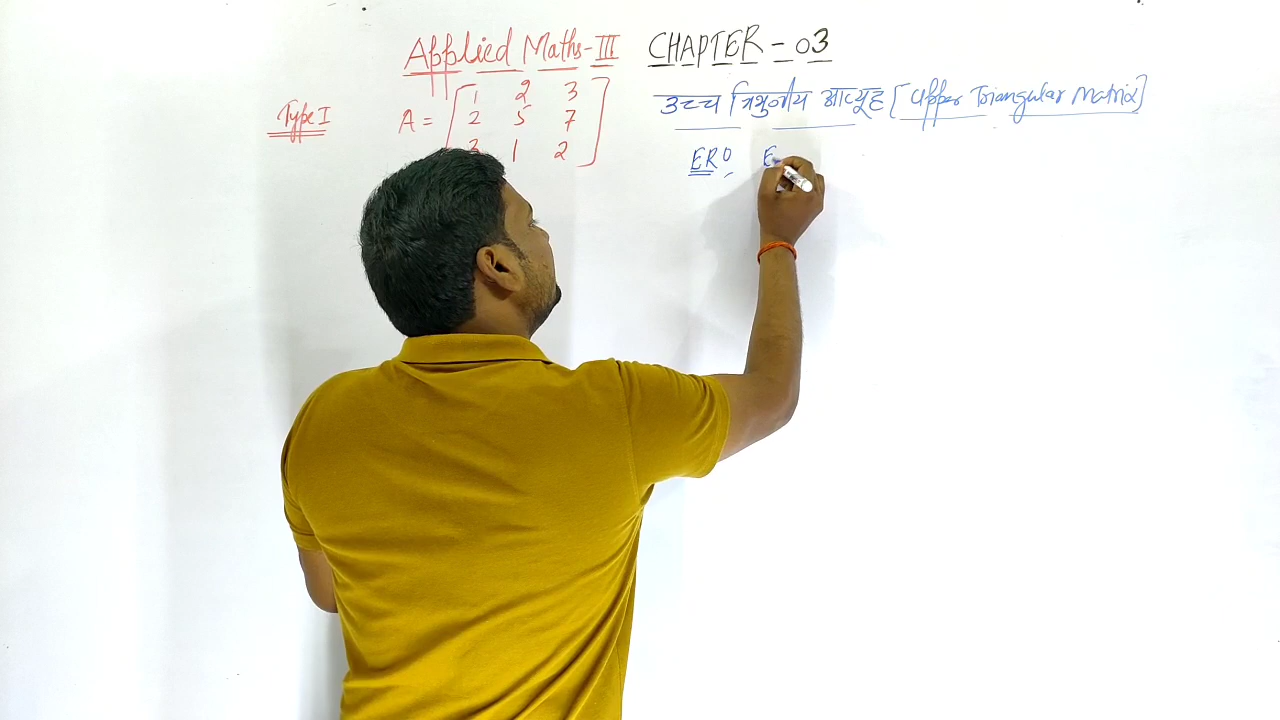 Applied Maths-III CHAPTER - 03
Type I
A = [1 2 3
2 5 7
3 1 2]
उच्च त्रिभुजीय आव्यूह [Upper Triangular Matrix]
ERO, E